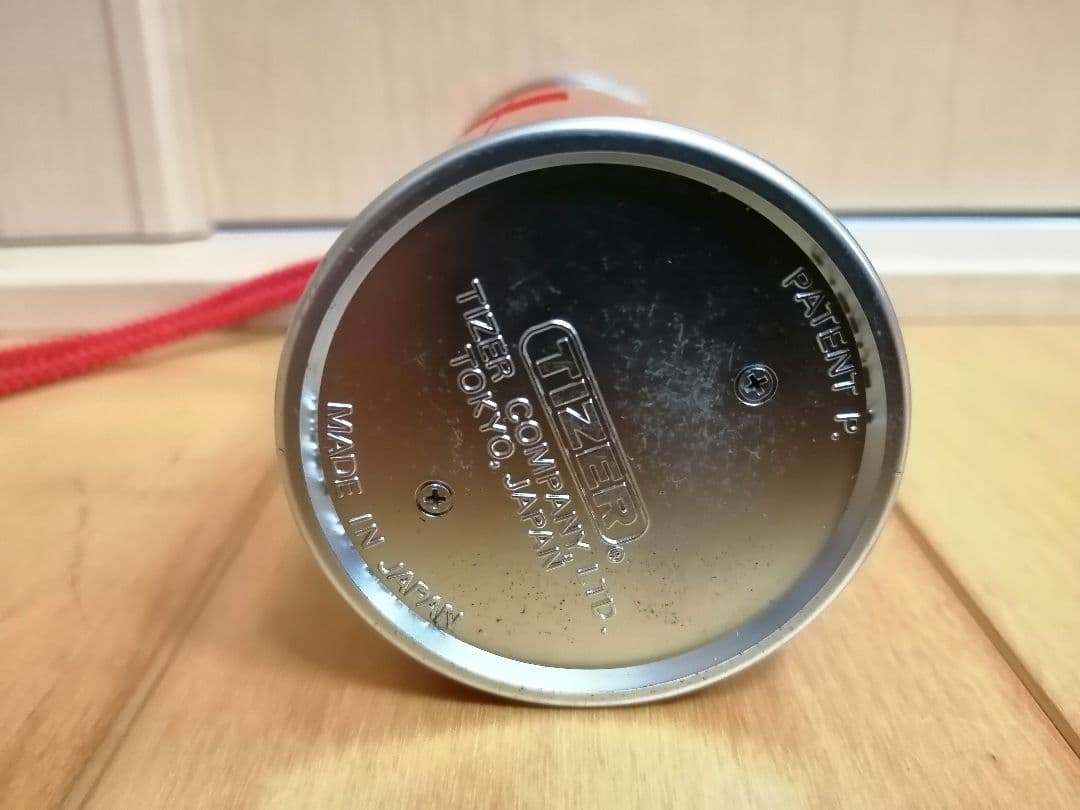 PATENT P.
TIZER®
TIZER COMPANY, LTD.
TOKYO, JAPAN
MADE IN JAPAN